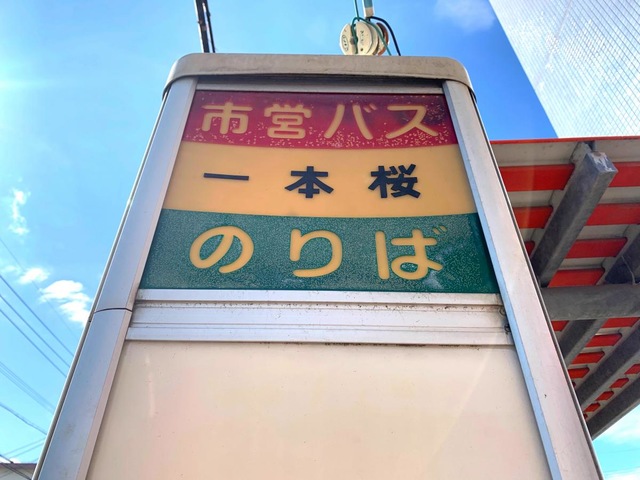 市営バス
一本桜
のりば